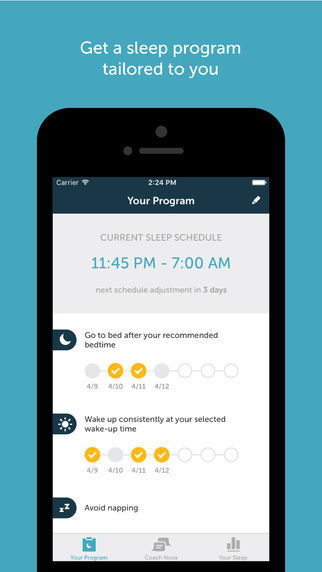 Get a sleep program
tailored to you
Carrier 2:24 PM
Your Program
CURRENT SLEEP SCHEDULE
11:45 PM - 7:00 AM
next schedule adjustment in 3 days
Go to bed after your recommended
bedtime
4/9 4/10 4/11 4/12
Wake up consistently at your selected
wake-up time
4/9 4/10 4/11 4/12
zZ
Avoid napping
Your Program Coach Nova Your Sleep